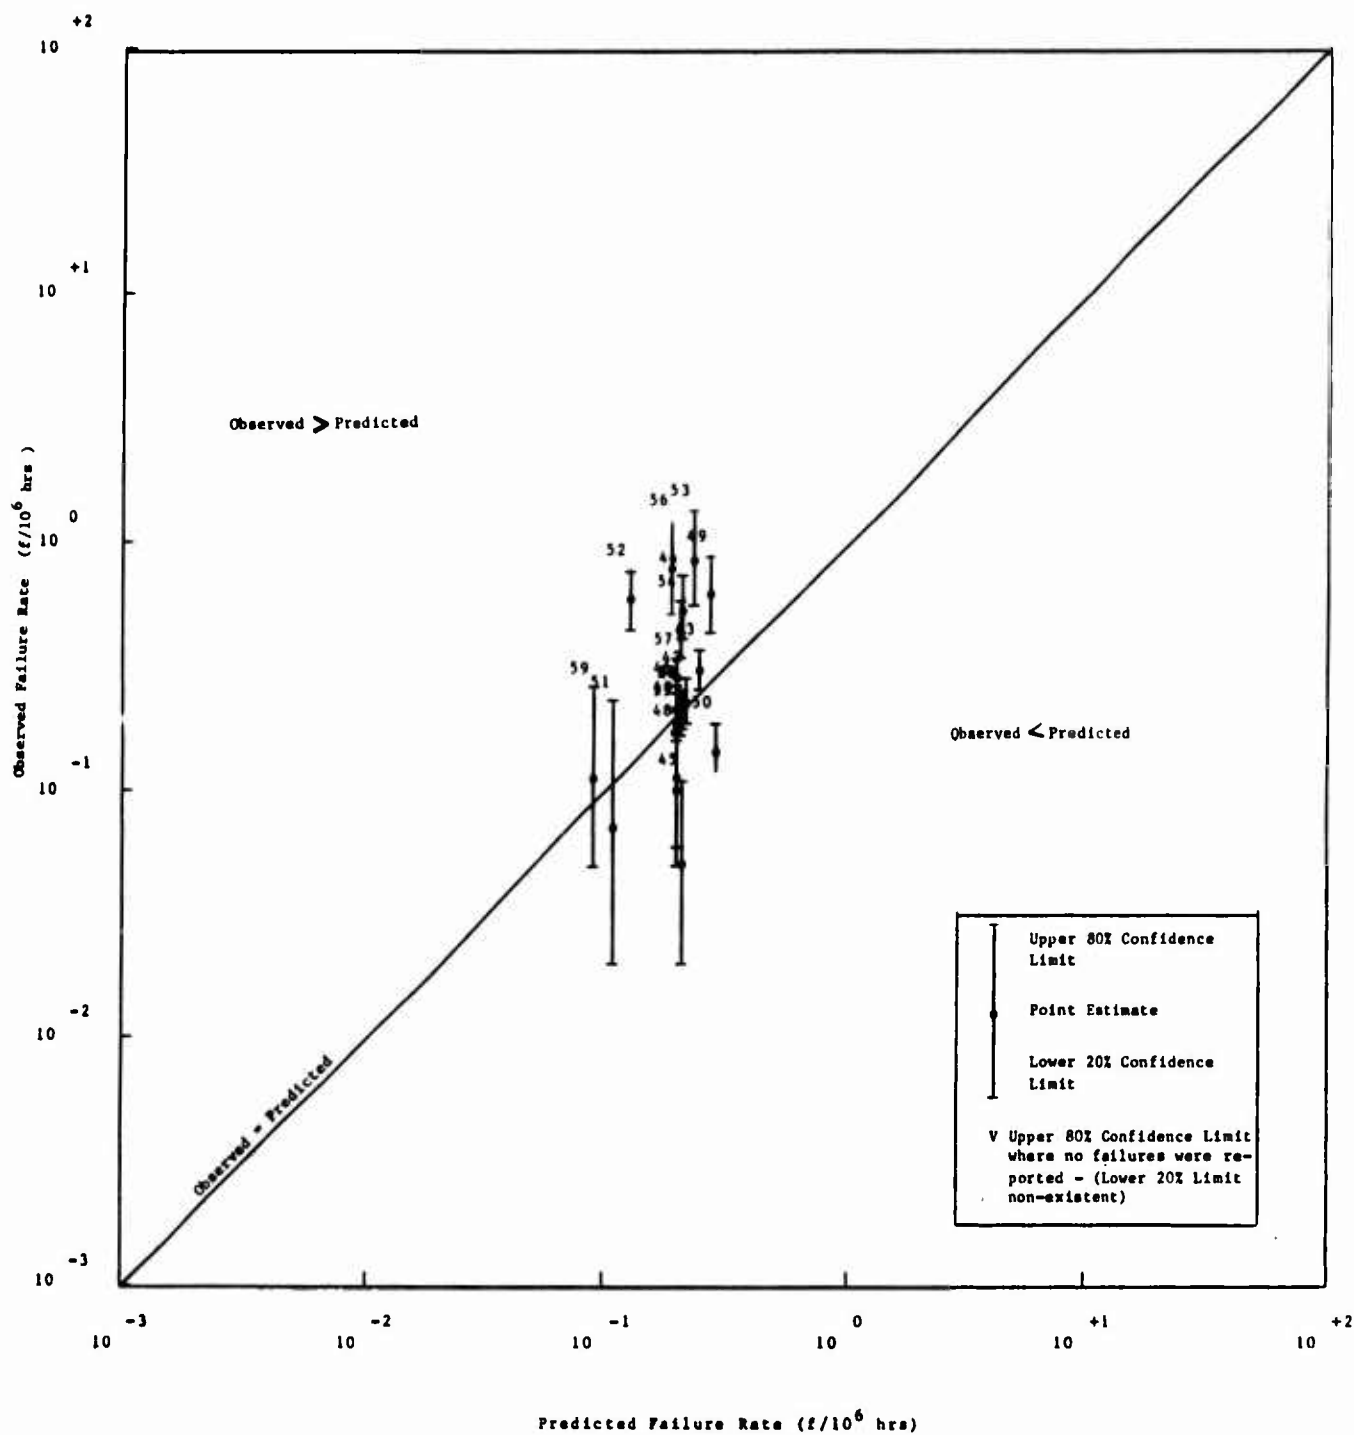 +2
10
+1
10
Observed > Predicted
Observed Failure Rate (f/10^6 hrs)
0
10
56
53
49
52
57
59
51
48
50
Observed < Predicted
-1
10
45
Upper 80% Confidence
Limit
Point Estimate
Lower 20% Confidence
Limit
V Upper 80% Confidence Limit
where no failures were re-
ported - (Lower 20% Limit
non-existent)
-2
10
Observed = Predicted
-3
10
-3 -2 -1 0 +1 +2
10 10 10 10 10 10
Predicted Failure Rate (f/10^6 hrs)